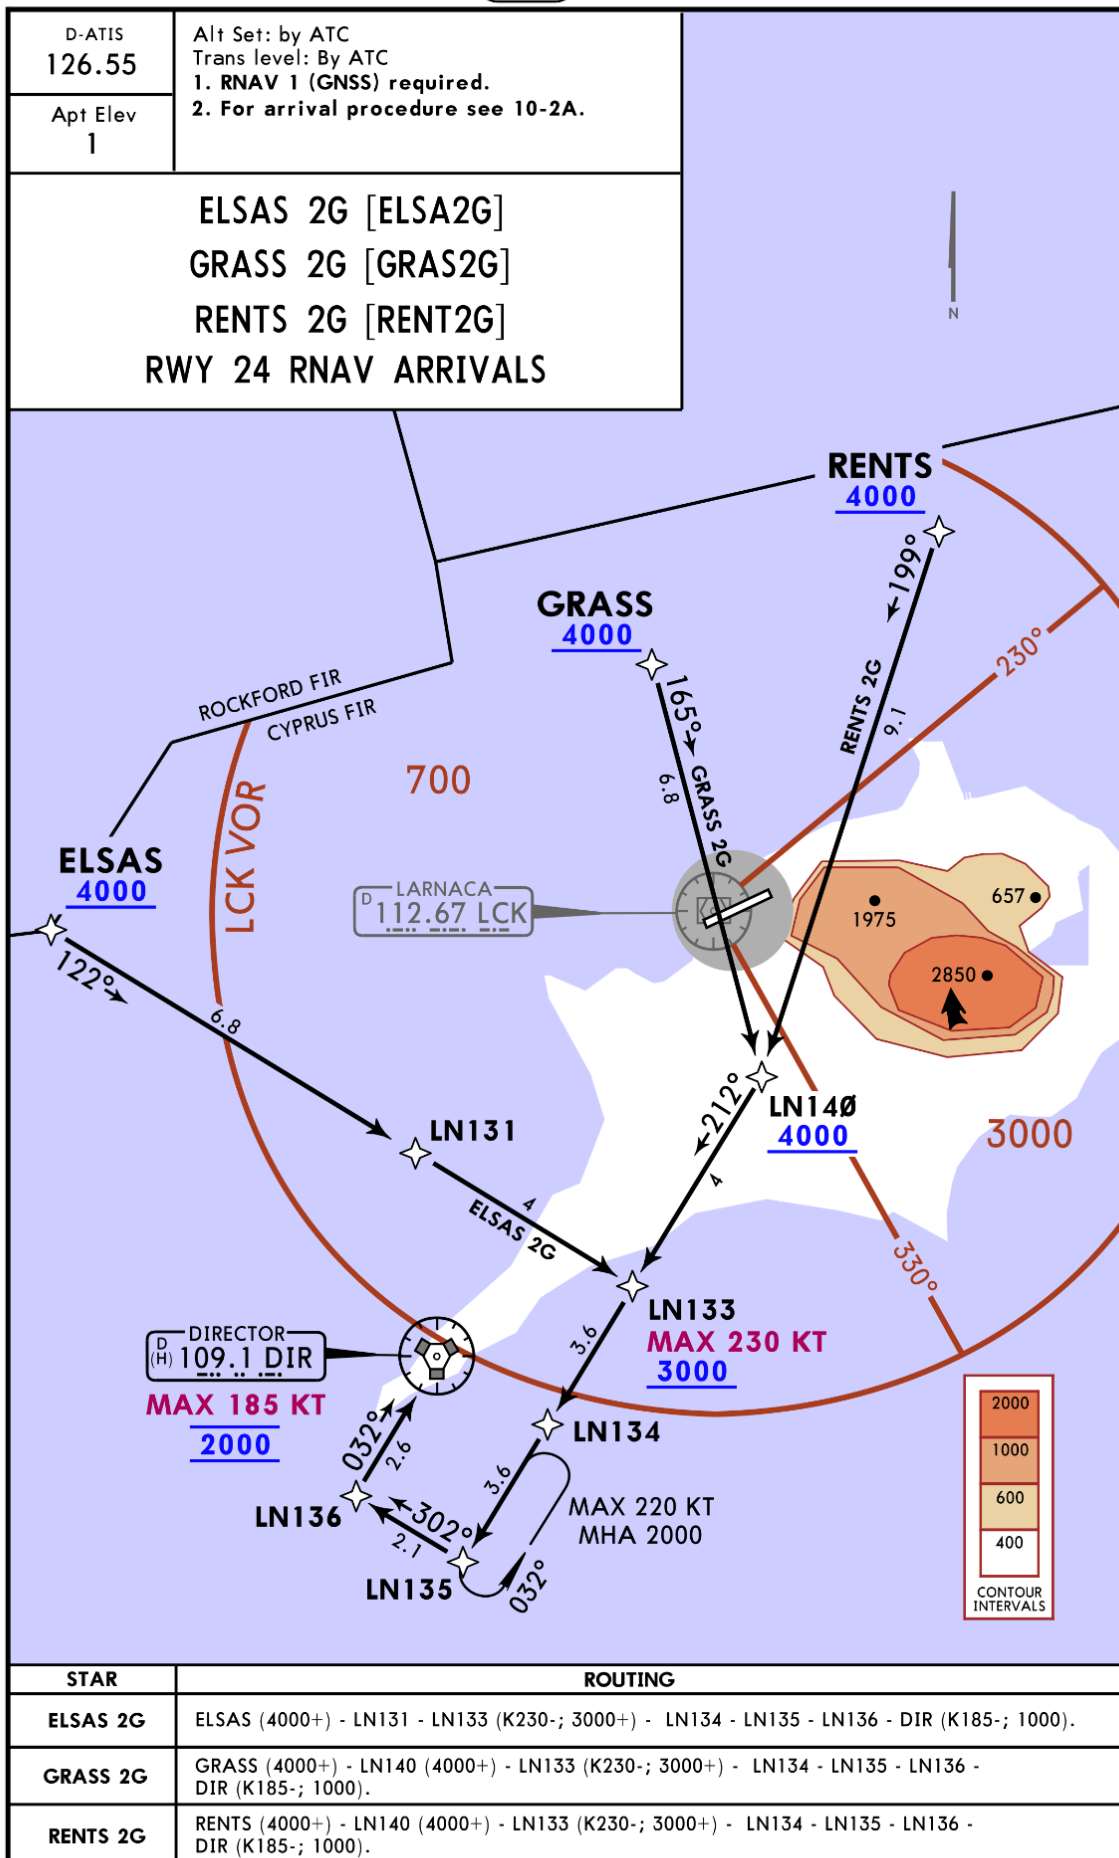 D-ATIS
126.55
Apt Elev
1
Alt Set: by ATC
Trans level: By ATC
1. RNAV 1 (GNSS) required.
2. For arrival procedure see 10-2A.
ELSAS 2G [ELSA2G]
GRASS 2G [GRAS2G]
RENTS 2G [RENT2G]
RWY 24 RNAV ARRIVALS
N
RENTS
4000
199°
RENTS 2G
9.1
GRASS
4000
165°
6.8
GRASS 2G
230°
ROCKFORD FIR
CYPRUS FIR
700
LCK VOR
ELSAS
4000
122°
6.8
LARNACA
D 112.67 LCK
1975
657
2850
LN131
4
ELSAS 2G
LN14Ø
4000
212°
4
3000
330°
LN133
MAX 230 KT
3000
3.6
DIRECTOR
D
(H) 109.1 DIR
MAX 185 KT
2000
032°
2.6
LN134
3.6
LN136
302°
2.1
LN135
MAX 220 KT
MHA 2000
032°
2000
1000
600
400
CONTOUR
INTERVALS
STAR ROUTING
ELSAS 2G ELSAS (4000+) - LN131 - LN133 (K230-; 3000+) - LN134 - LN135 - LN136 - DIR (K185-; 1000).
GRASS 2G GRASS (4000+) - LN140 (4000+) - LN133 (K230-; 3000+) - LN134 - LN135 - LN136 -
DIR (K185-; 1000).
RENTS 2G RENTS (4000+) - LN140 (4000+) - LN133 (K230-; 3000+) - LN134 - LN135 - LN136 -
DIR (K185-; 1000).